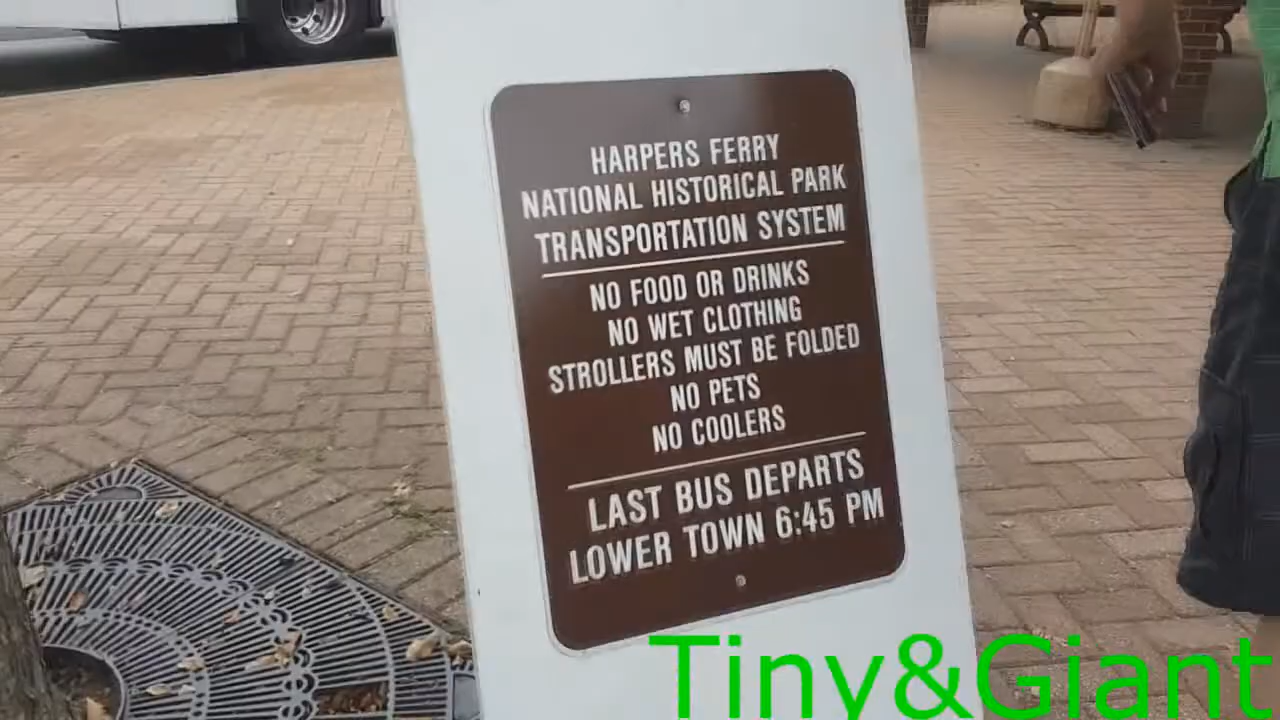 HARPERS FERRY
NATIONAL HISTORICAL PARK
TRANSPORTATION SYSTEM
NO FOOD OR DRINKS
NO WET CLOTHING
STROLLERS MUST BE FOLDED
NO PETS
NO COOLERS
LAST BUS DEPARTS
LOWER TOWN 6:45 PM
Tiny&Giant